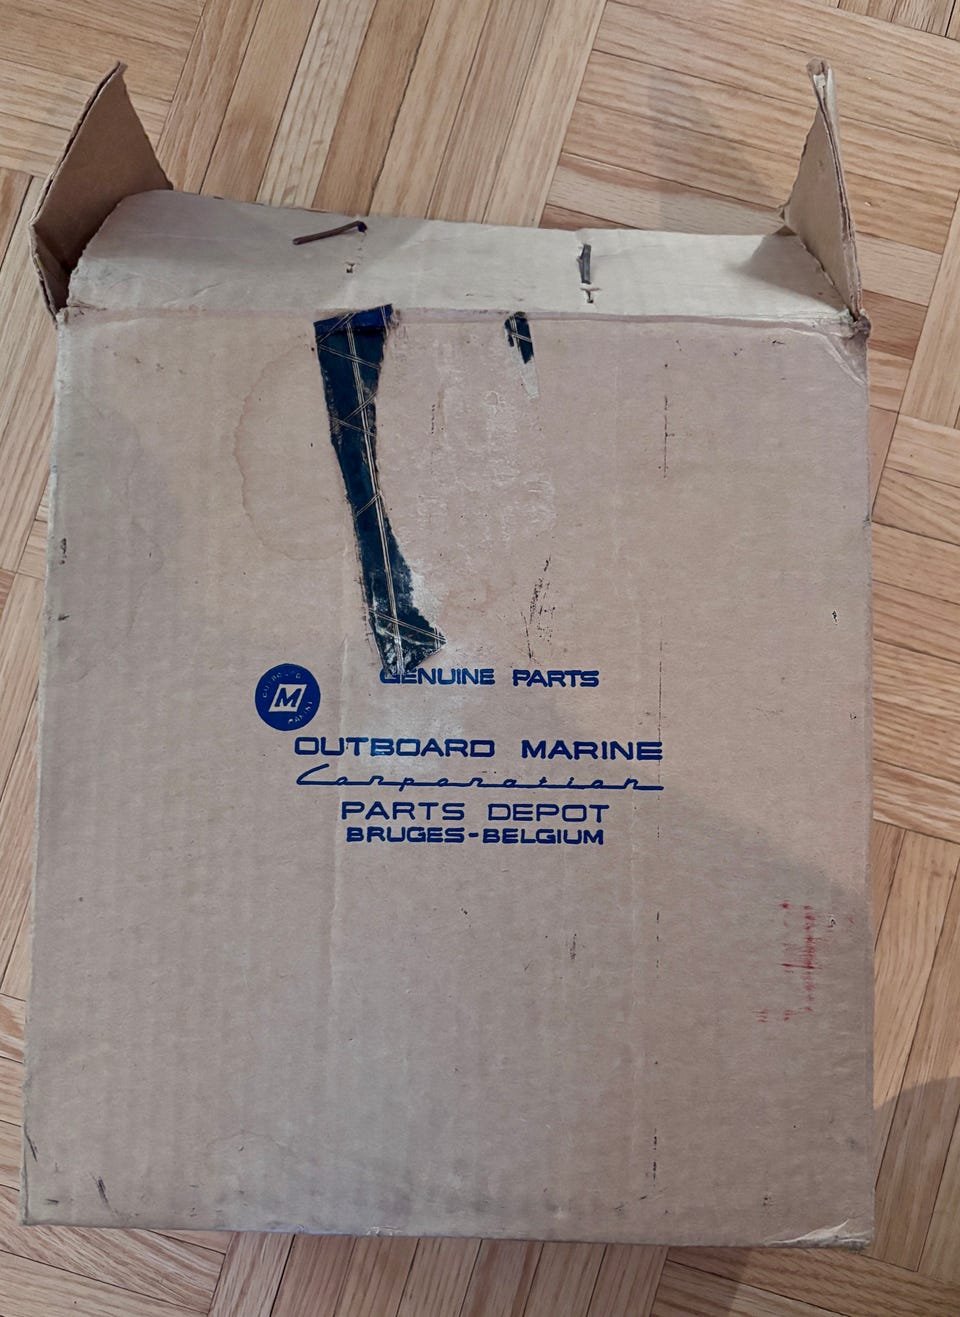 GENUINE PARTS
M
OUTBOARD MARINE
Corporation
PARTS DEPOT
BRUGES-BELGIUM